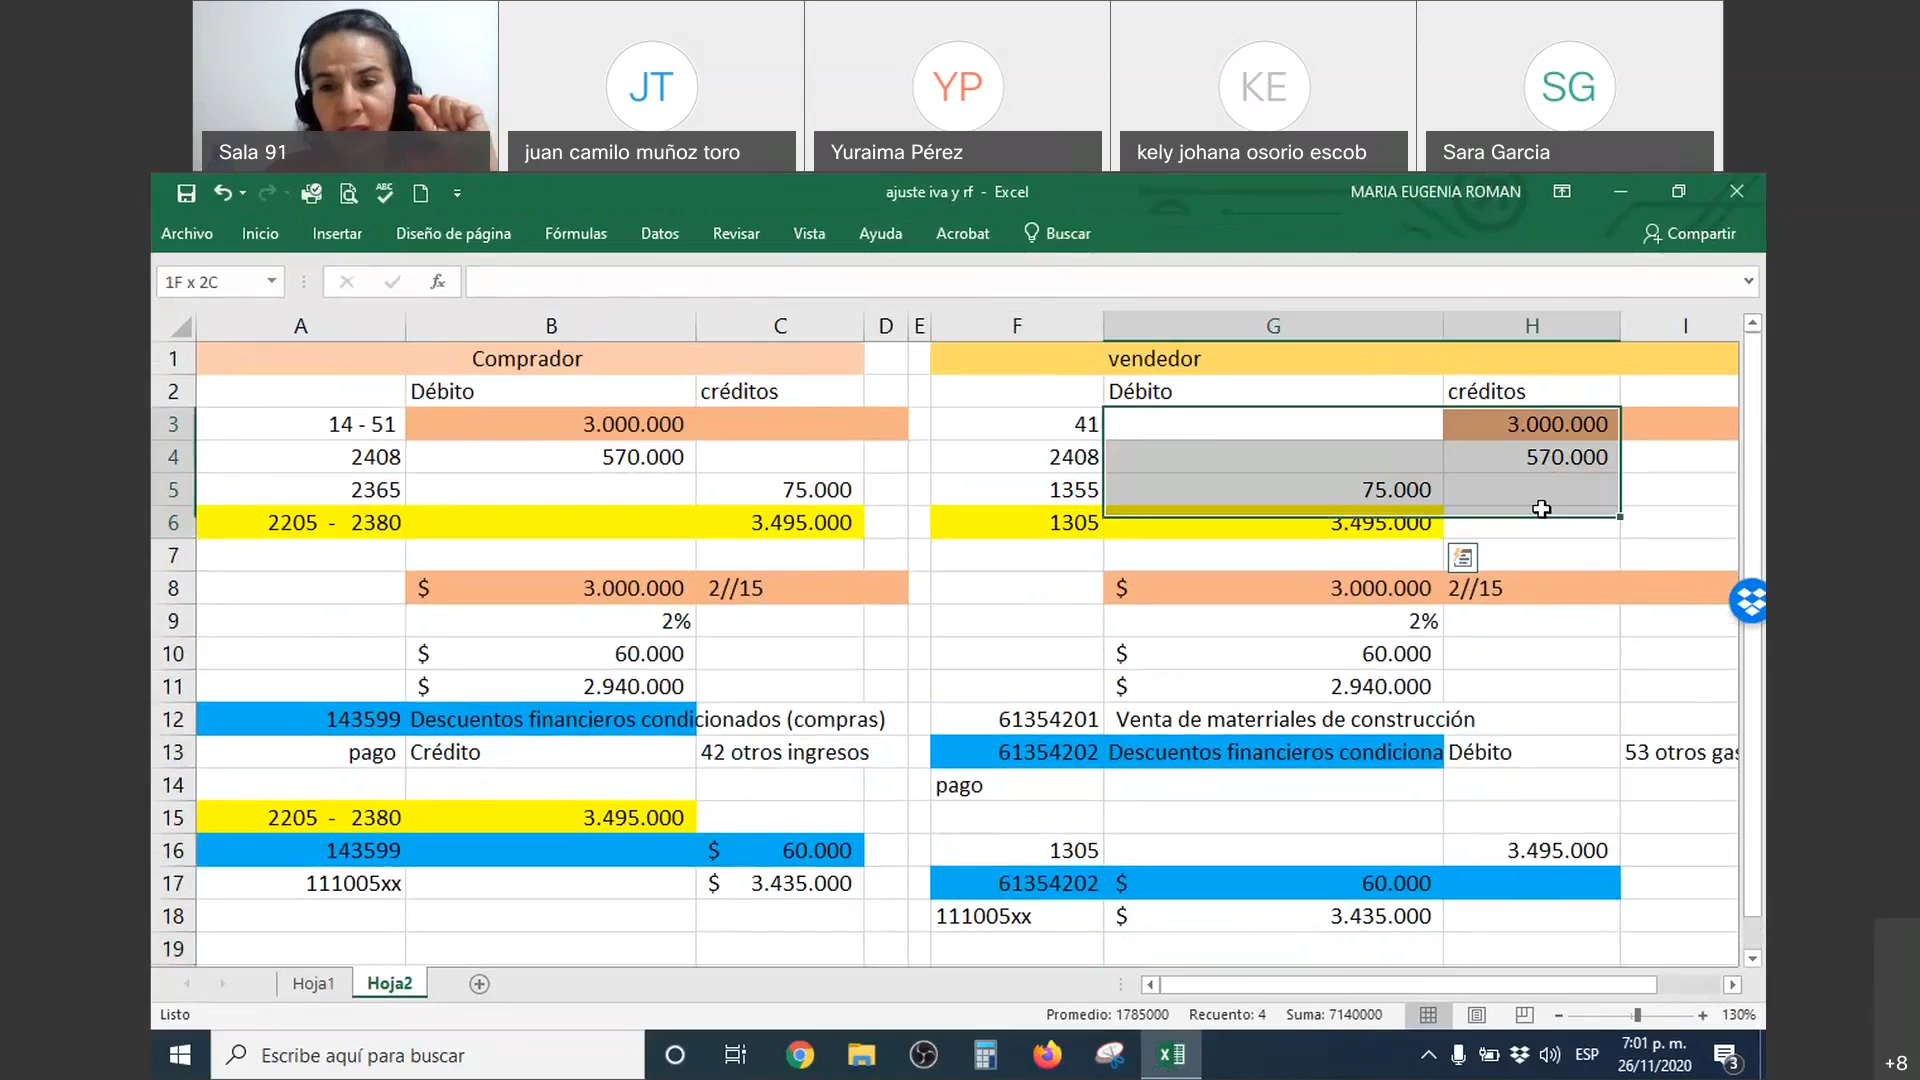 JT
YP
KE
SG
Sala 91
juan camilo muñoz toro
Yuraima Pérez
kely johana osorio escob
Sara Garcia
ABC
ajuste iva y rf - Excel
MARIA EUGENIA ROMAN
Archivo Inicio Insertar Diseño de página Fórmulas Datos Revisar Vista Ayuda Acrobat Buscar Compartir
1F x 2C fx
A B C D E F G H I
1 Comprador vendedor
2 Débito créditos Débito créditos
3 14 - 51 3.000.000 41 3.000.000
4 2408 570.000 2408 570.000
5 2365 75.000 1355 75.000
6 2205 - 2380 3.495.000 1305 3.495.000
7
8 $ 3.000.000 2//15 $ 3.000.000 2//15
9 2% 2%
10 $ 60.000 $ 60.000
11 $ 2.940.000 $ 2.940.000
12 143599 Descuentos financieros condicionados (compras) 61354201 Venta de materriales de construcción
13 pago Crédito 42 otros ingresos 61354202 Descuentos financieros condiciona Débito 53 otros gas
14 pago
15 2205 - 2380 3.495.000
16 143599 $ 60.000 1305 3.495.000
17 111005xx $ 3.435.000 61354202 $ 60.000
18 111005xx $ 3.435.000
19
Hoja1 Hoja2
Listo Promedio: 1785000 Recuento: 4 Suma: 7140000 130%
Escribe aquí para buscar
ESP
7:01 p. m.
26/11/2020
3
+8